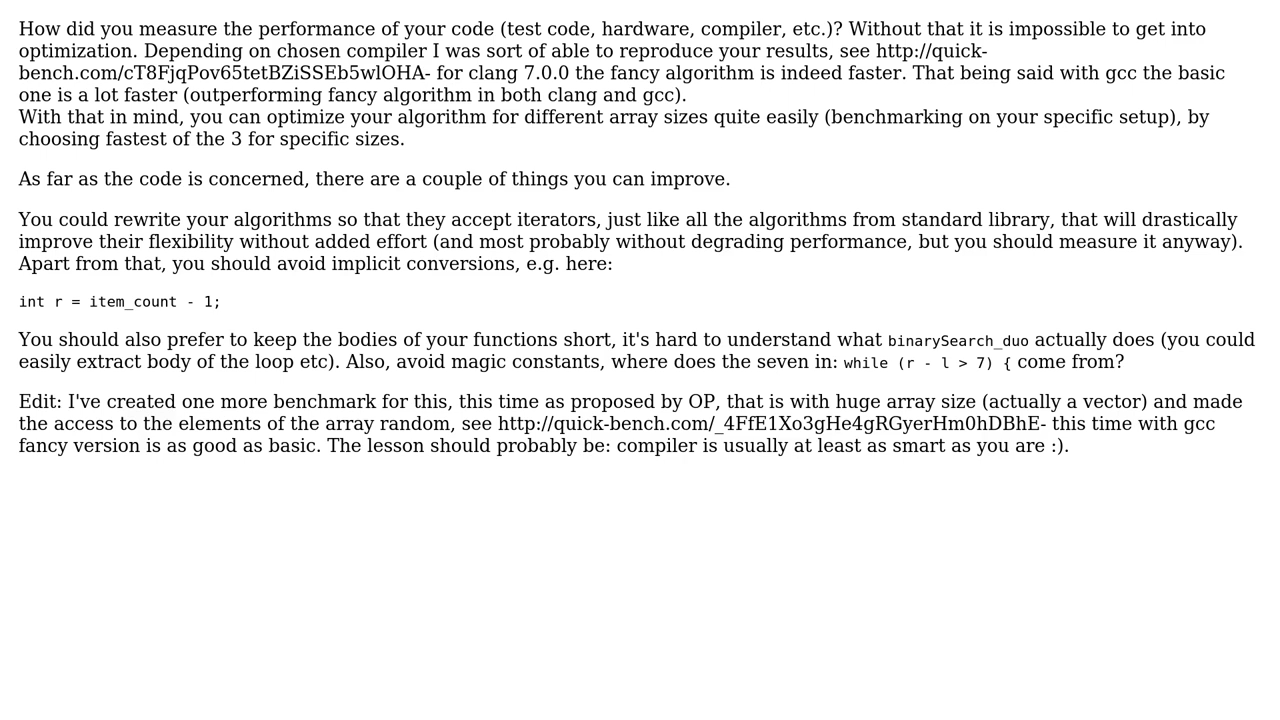 How did you measure the performance of your code (test code, hardware, compiler, etc.)? Without that it is impossible to get into
optimization. Depending on chosen compiler I was sort of able to reproduce your results, see http://quick-
bench.com/cT8FjqPov65tetBZiSSEb5wlOHA- for clang 7.0.0 the fancy algorithm is indeed faster. That being said with gcc the basic
one is a lot faster (outperforming fancy algorithm in both clang and gcc).
With that in mind, you can optimize your algorithm for different array sizes quite easily (benchmarking on your specific setup), by
choosing fastest of the 3 for specific sizes.
As far as the code is concerned, there are a couple of things you can improve.
You could rewrite your algorithms so that they accept iterators, just like all the algorithms from standard library, that will drastically
improve their flexibility without added effort (and most probably without degrading performance, but you should measure it anyway).
Apart from that, you should avoid implicit conversions, e.g. here:
int r = item_count - 1;
You should also prefer to keep the bodies of your functions short, it's hard to understand what binarySearch_duo actually does (you could
easily extract body of the loop etc). Also, avoid magic constants, where does the seven in: while (r - l > 7) { come from?
Edit: I've created one more benchmark for this, this time as proposed by OP, that is with huge array size (actually a vector) and made
the access to the elements of the array random, see http://quick-bench.com/_4FfE1Xo3gHe4gRGyerHm0hDBhE- this time with gcc
fancy version is as good as basic. The lesson should probably be: compiler is usually at least as smart as you are :).